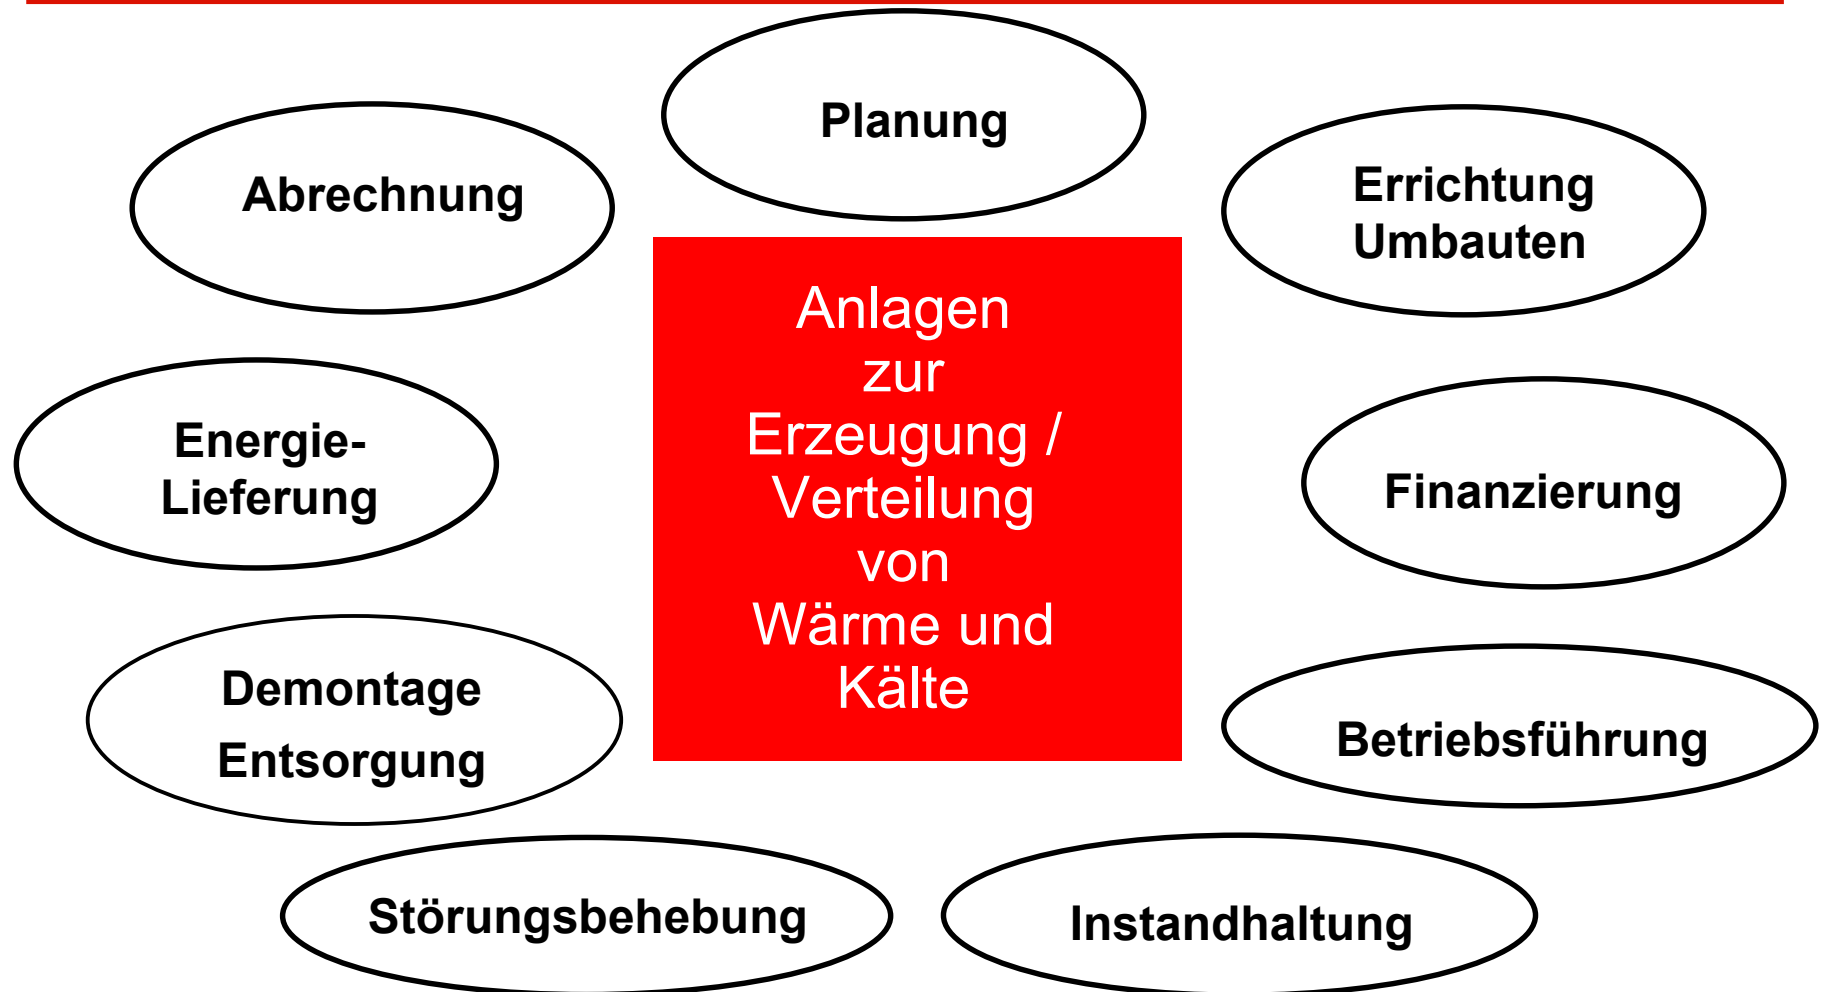 Planung
Abrechnung
Errichtung
Umbauten
Anlagen
zur
Erzeugung /
Verteilung
von
Wärme und
Kälte
Energie-
Lieferung
Finanzierung
Demontage
Entsorgung
Betriebsführung
Störungsbehebung
Instandhaltung